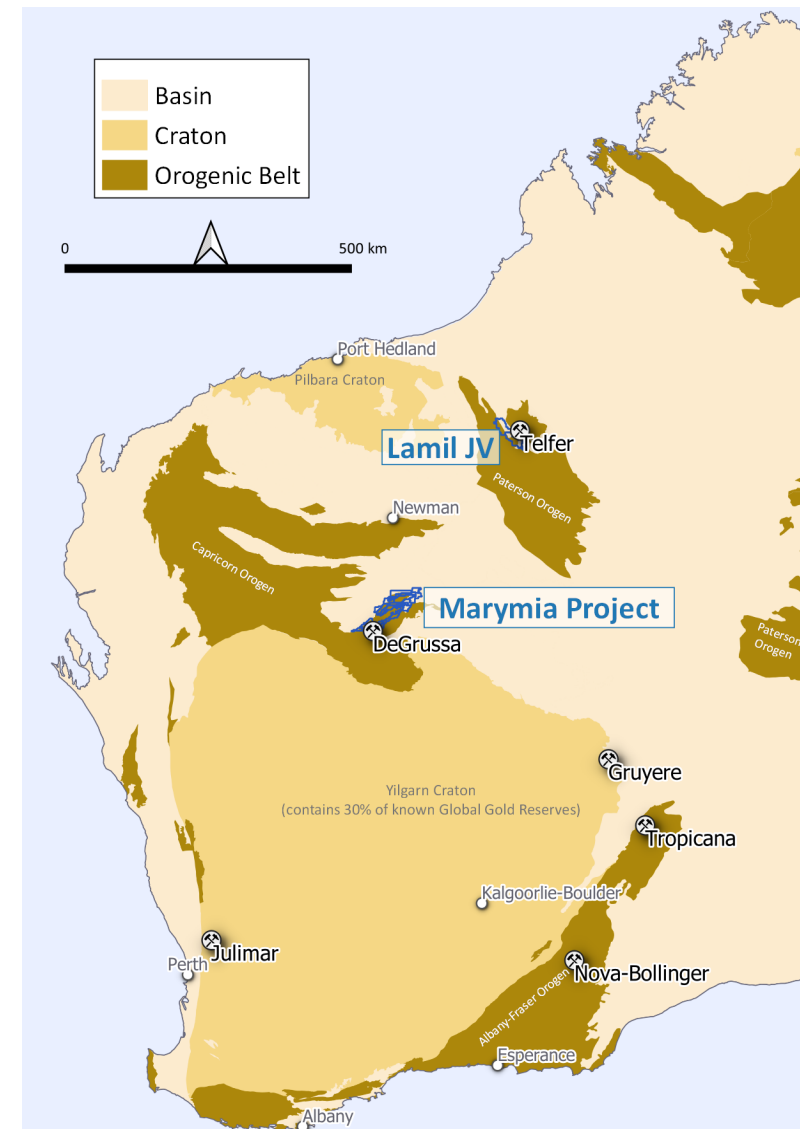 Basin
Craton
Orogenic Belt
0
500 km
Port Hedland
Pilbara Craton
Lamil JV
Telfer
Paterson Orogen
Newman
Capricorn Orogen
Marymia Project
DeGrussa
Paterson
Orogen
Gruyere
Yilgarn Craton
(contains 30% of known Global Gold Reserves)
Tropicana
Kalgoorlie-Boulder
Julimar
Perth
Nova-Bollinger
Albany-Fraser Orogen
Esperance
Albany